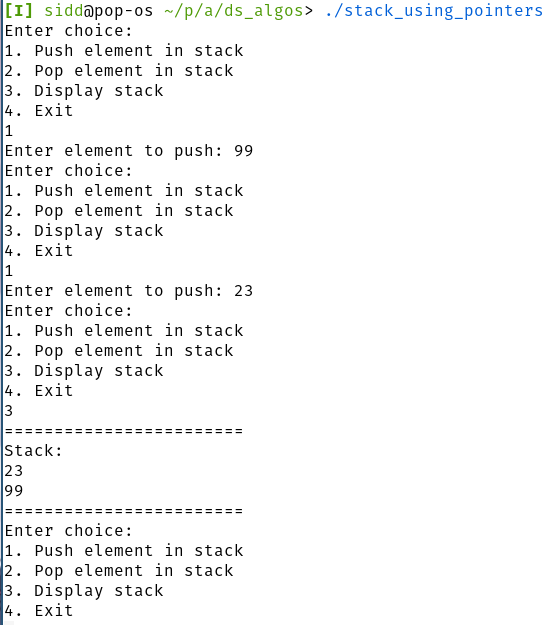 [I] sidd@pop-os ~/p/a/ds_algos> ./stack_using_pointers
Enter choice:
1. Push element in stack
2. Pop element in stack
3. Display stack
4. Exit
1
Enter element to push: 99
Enter choice:
1. Push element in stack
2. Pop element in stack
3. Display stack
4. Exit
1
Enter element to push: 23
Enter choice:
1. Push element in stack
2. Pop element in stack
3. Display stack
4. Exit
3
========================
Stack:
23
99
========================
Enter choice:
1. Push element in stack
2. Pop element in stack
3. Display stack
4. Exit